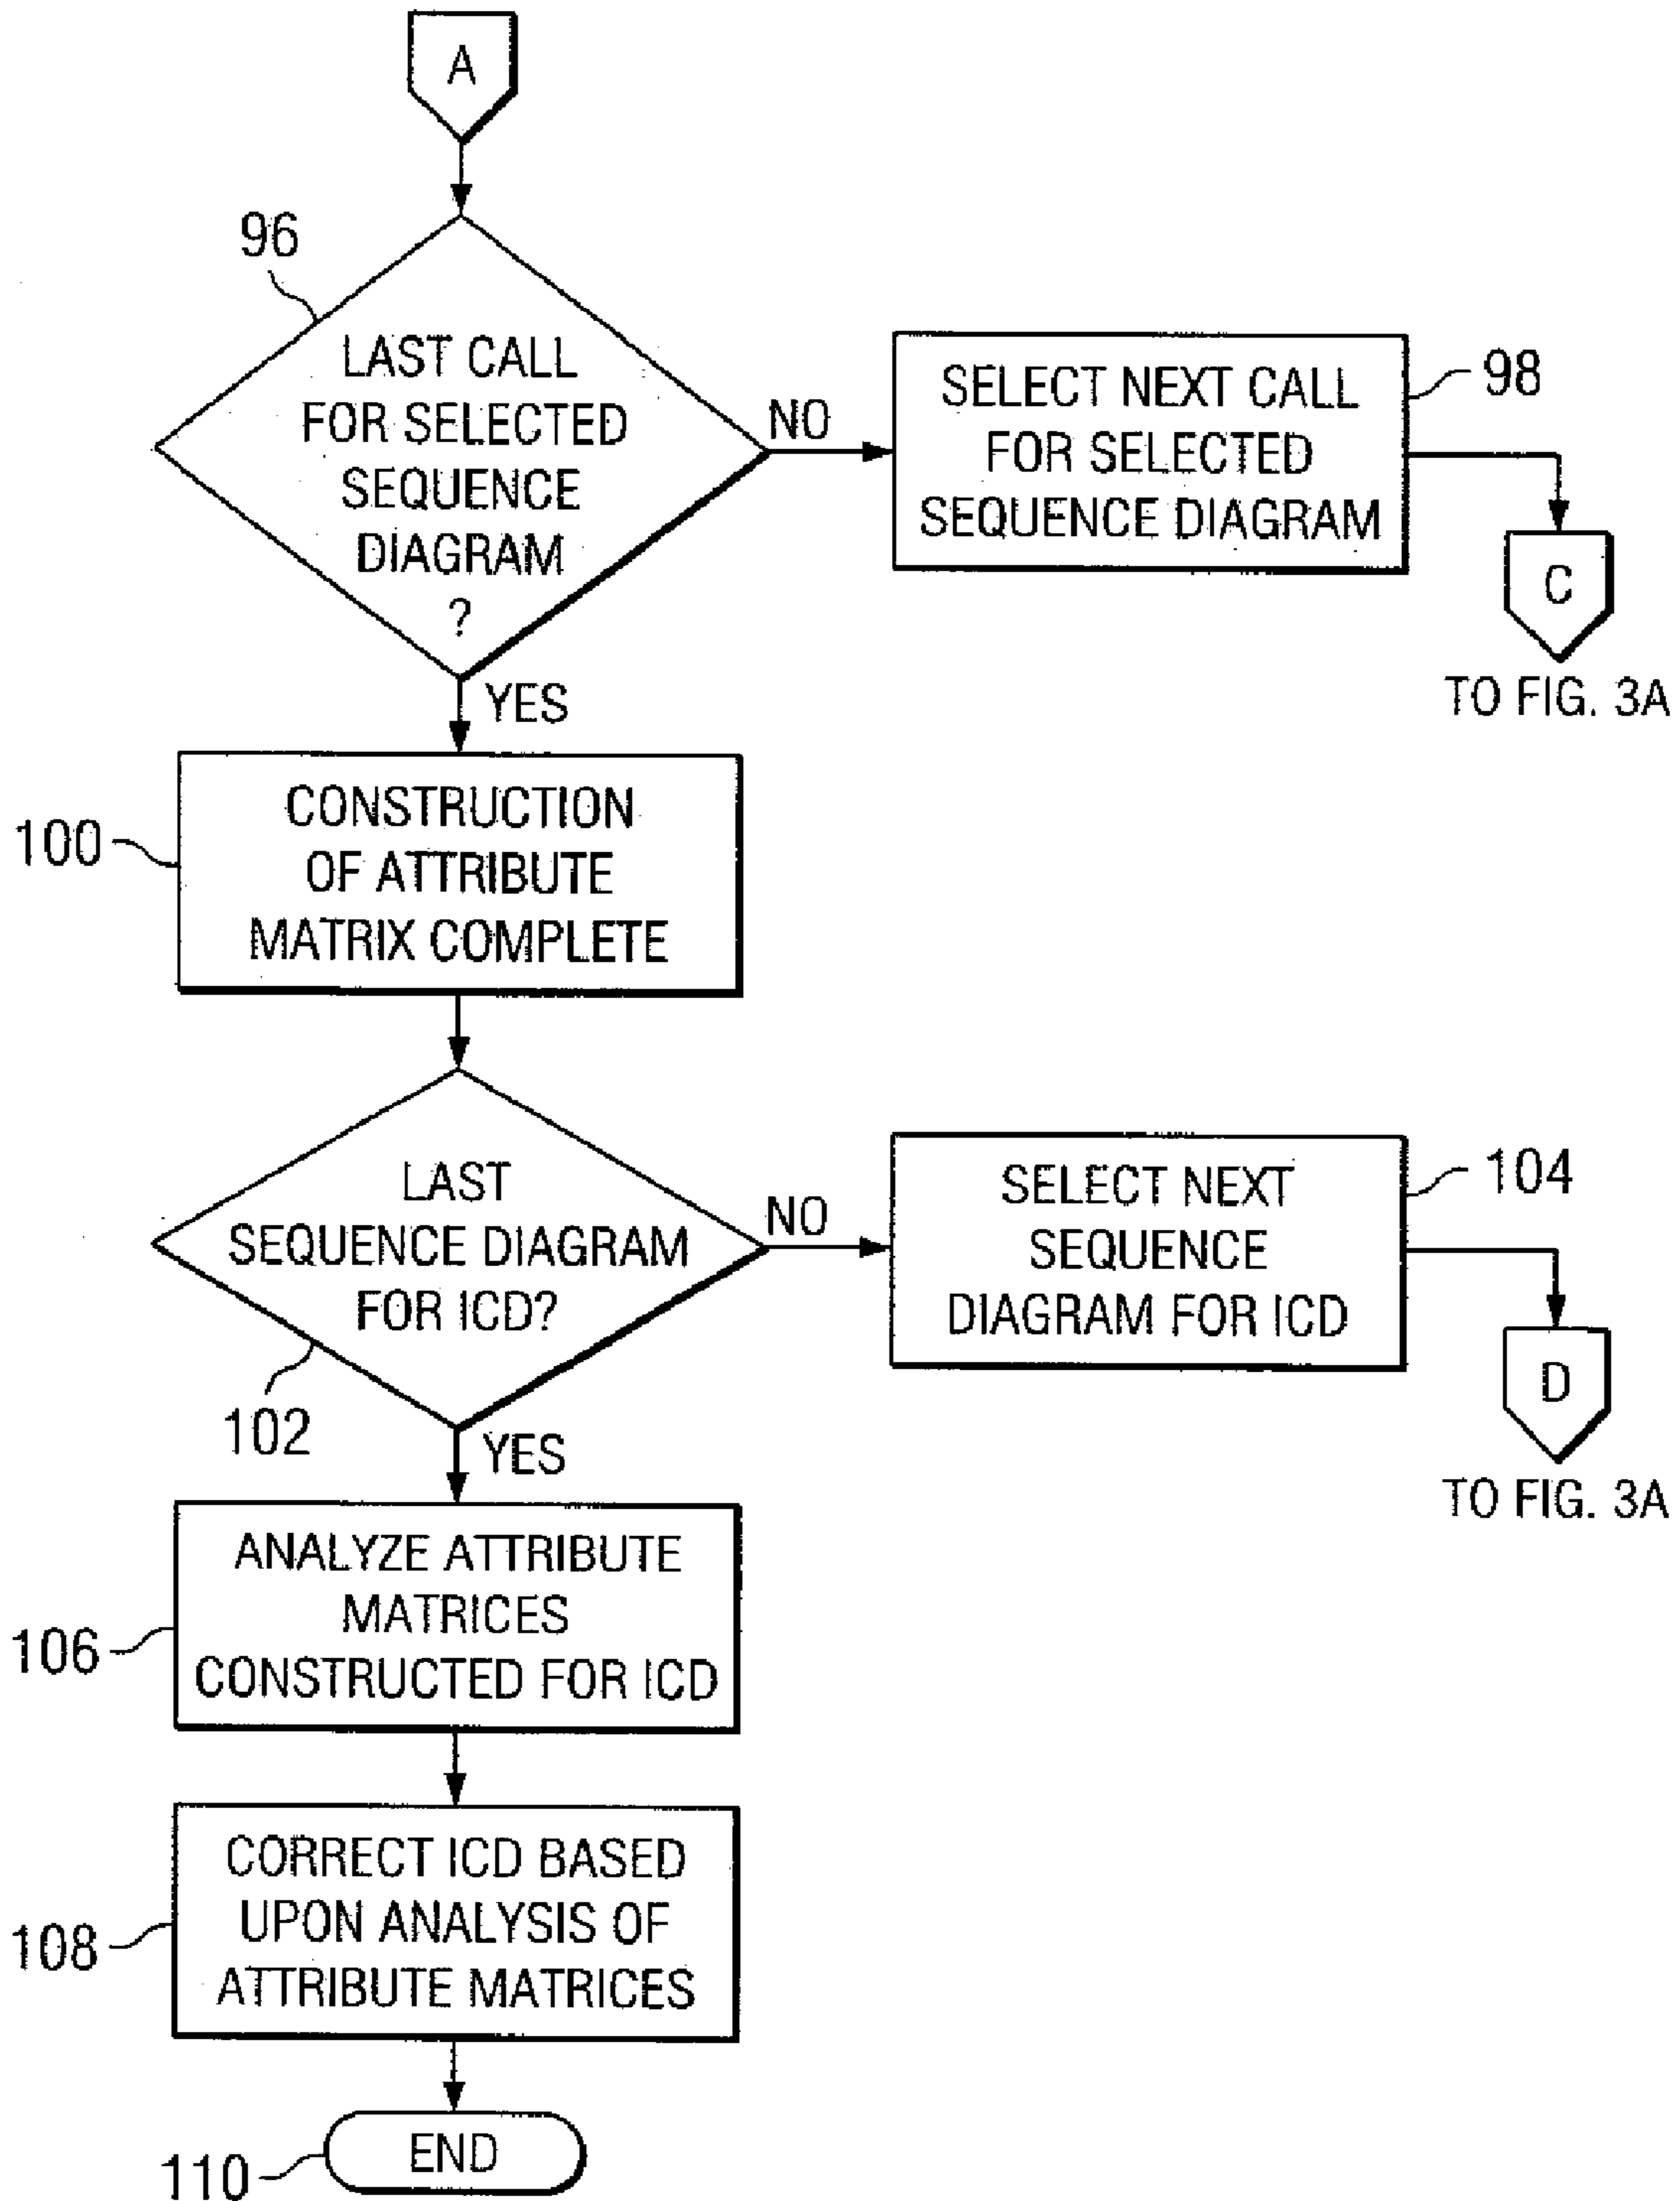 A
96
LAST CALL
FOR SELECTED
SEQUENCE
DIAGRAM
?
NO
SELECT NEXT CALL
FOR SELECTED
SEQUENCE DIAGRAM
98
C
TO FIG. 3A
YES
100
CONSTRUCTION
OF ATTRIBUTE
MATRIX COMPLETE
LAST
SEQUENCE DIAGRAM
FOR ICD?
102
NO
SELECT NEXT
SEQUENCE
DIAGRAM FOR ICD
104
D
TO FIG. 3A
YES
106
ANALYZE ATTRIBUTE
MATRICES
CONSTRUCTED FOR ICD
108
CORRECT ICD BASED
UPON ANALYSIS OF
ATTRIBUTE MATRICES
110
END